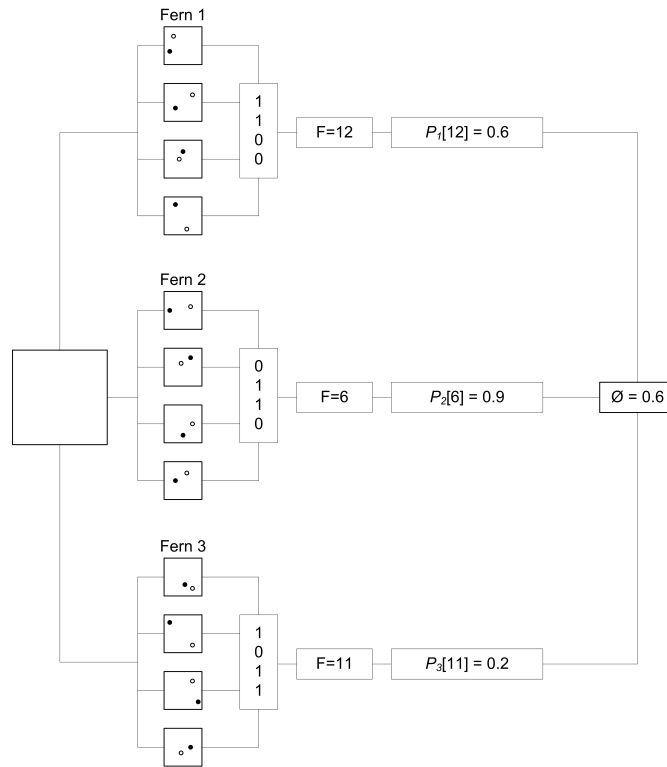 Fern 1
1
1
0
0
F=12
P1[12] = 0.6
Fern 2
0
1
1
0
F=6
P2[6] = 0.9
Ø = 0.6
Fern 3
1
0
1
1
F=11
P3[11] = 0.2